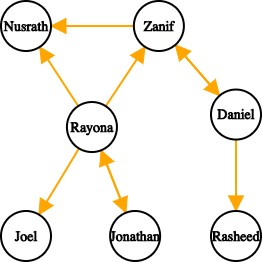 Nusrath
Zanif
Daniel
Rayona
Joel
Jonathan
Rasheed